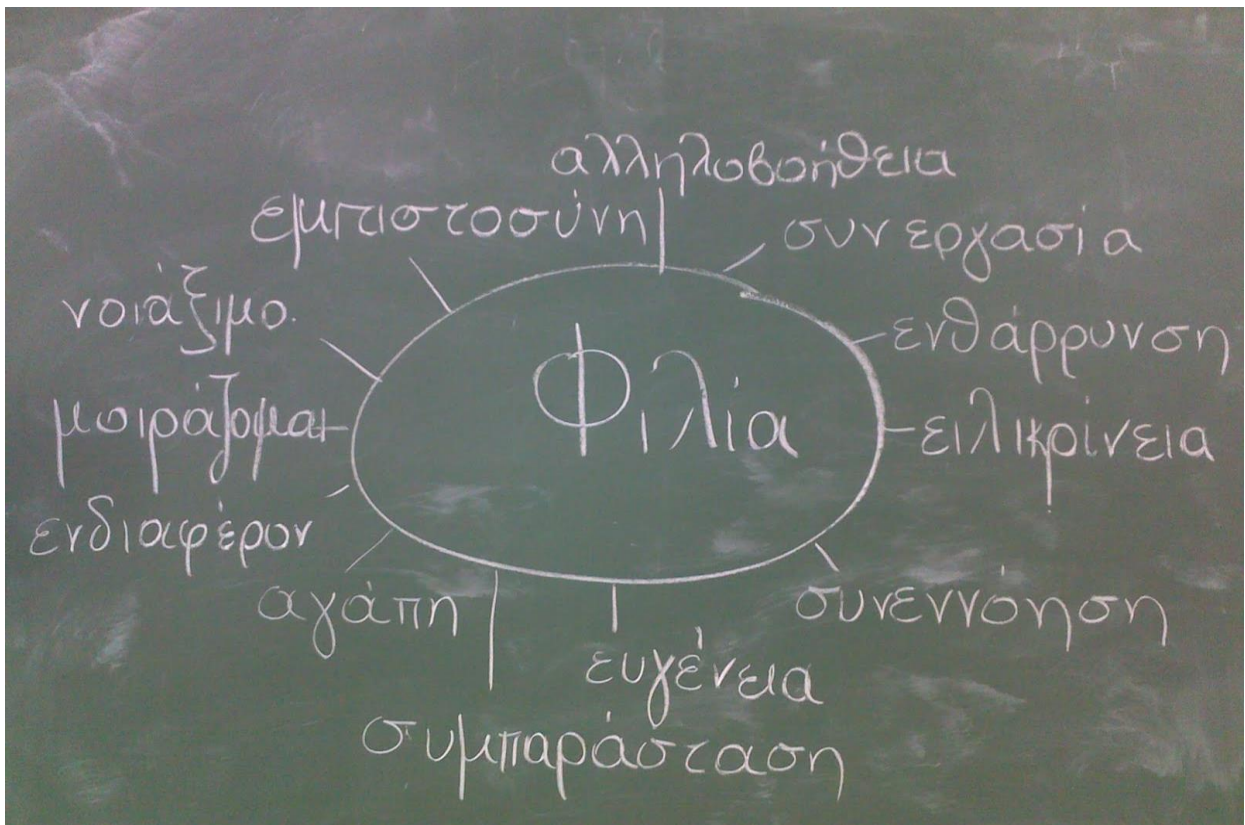 αλληλοβοήθεια
εμπιστοσύνη
συνεργασία
νοιάξιμο.
ενθάρρυνση
Φιλία
μοιράζομαι
ειλικρίνεια
ενδιαφέρον
αγάπη
συνεννόηση
ευγένεια
συμπαράσταση